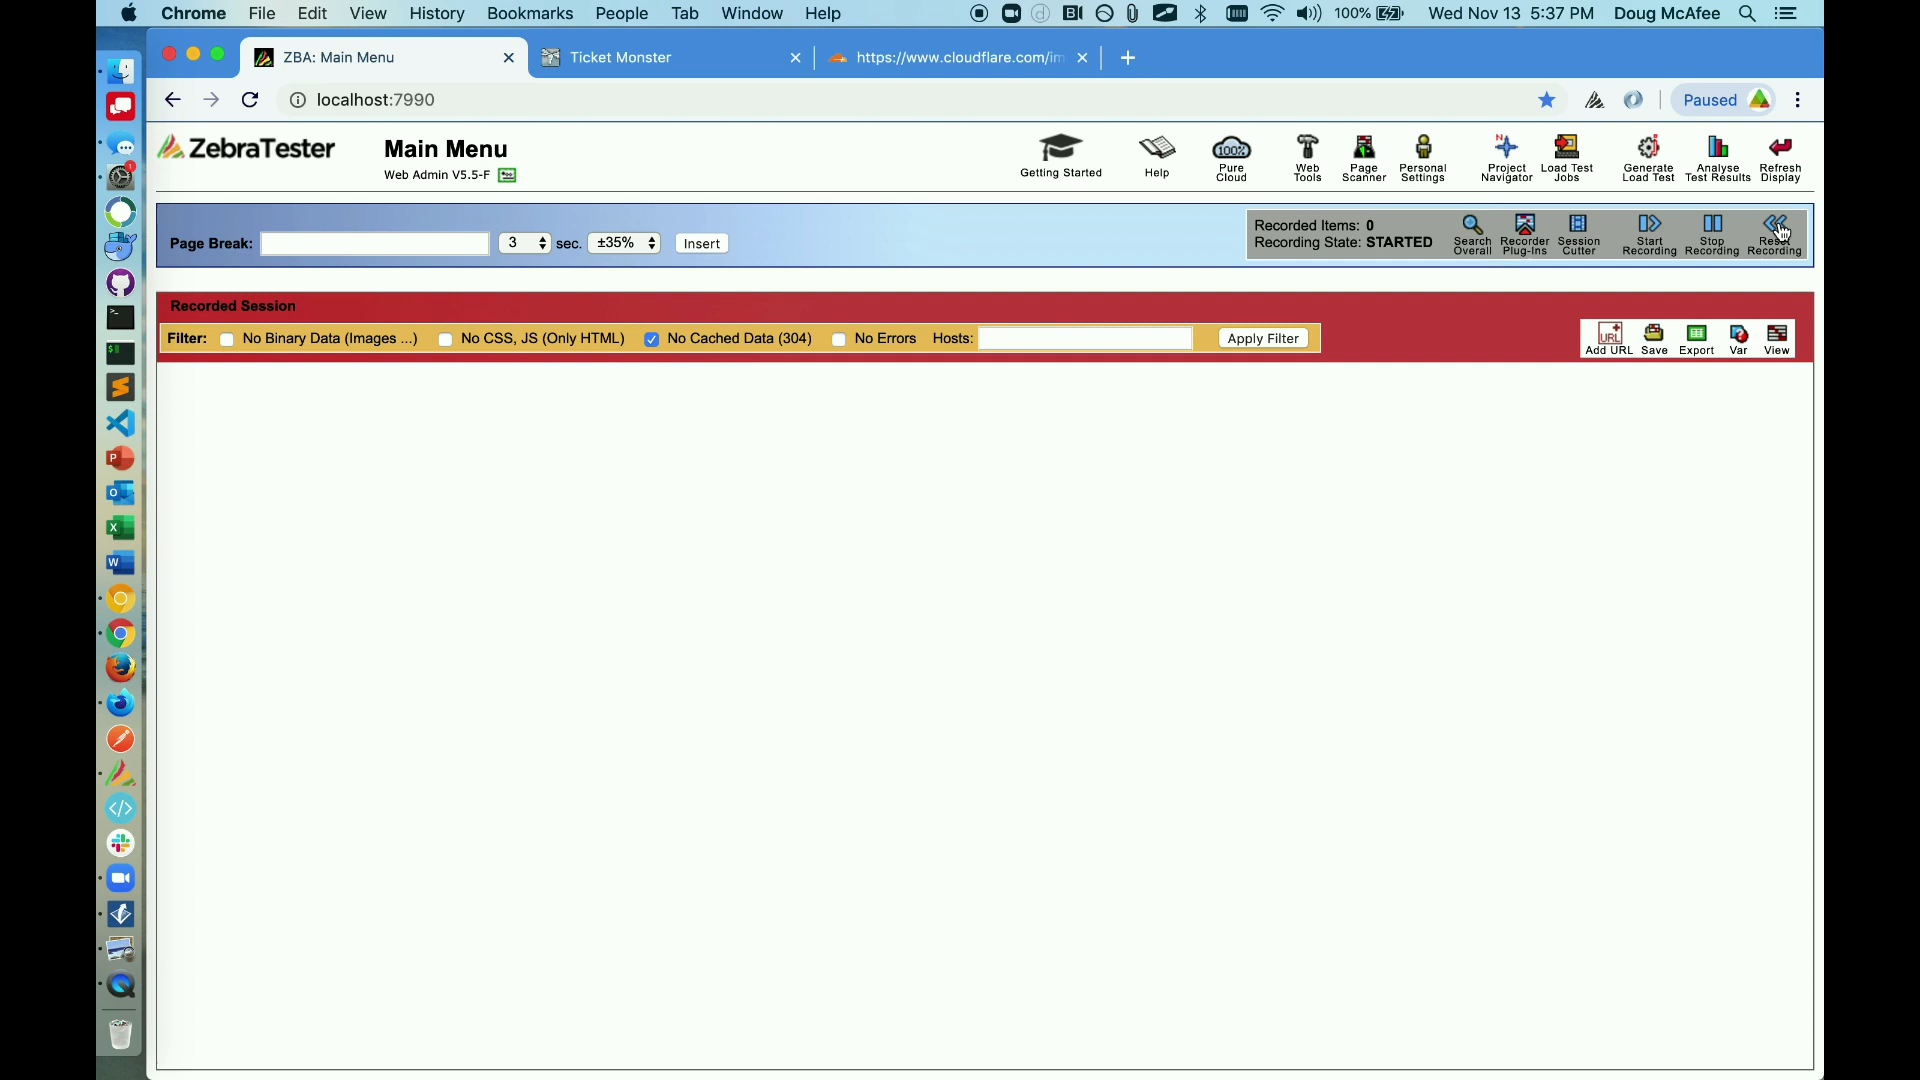 Chrome File Edit View History Bookmarks People Tab Window Help 100% Wed Nov 13 5:37 PM Doug McAfee
ZBA: Main Menu Ticket Monster https://www.cloudflare.com/im
localhost:7990 Paused
ZebraTester
Main Menu
Web Admin V5.5-F
Getting Started
Help
100%
Pure
Cloud
Web
Tools
Page
Scanner
Personal
Settings
N
Project
Navigator
Load Test
Jobs
Generate
Load Test
Analyse
Test Results
Refresh
Display
Page Break: 3 sec. ±35% Insert
Recorded Items: 0
Recording State: STARTED
Search
Overall
Recorder
Plug-Ins
Session
Cutter
Start
Recording
Stop
Recording
Reset
Recording
Recorded Session
Filter: No Binary Data (Images ...) No CSS, JS (Only HTML) No Cached Data (304) No Errors Hosts: Apply Filter
URL
Add URL Save Export Var View